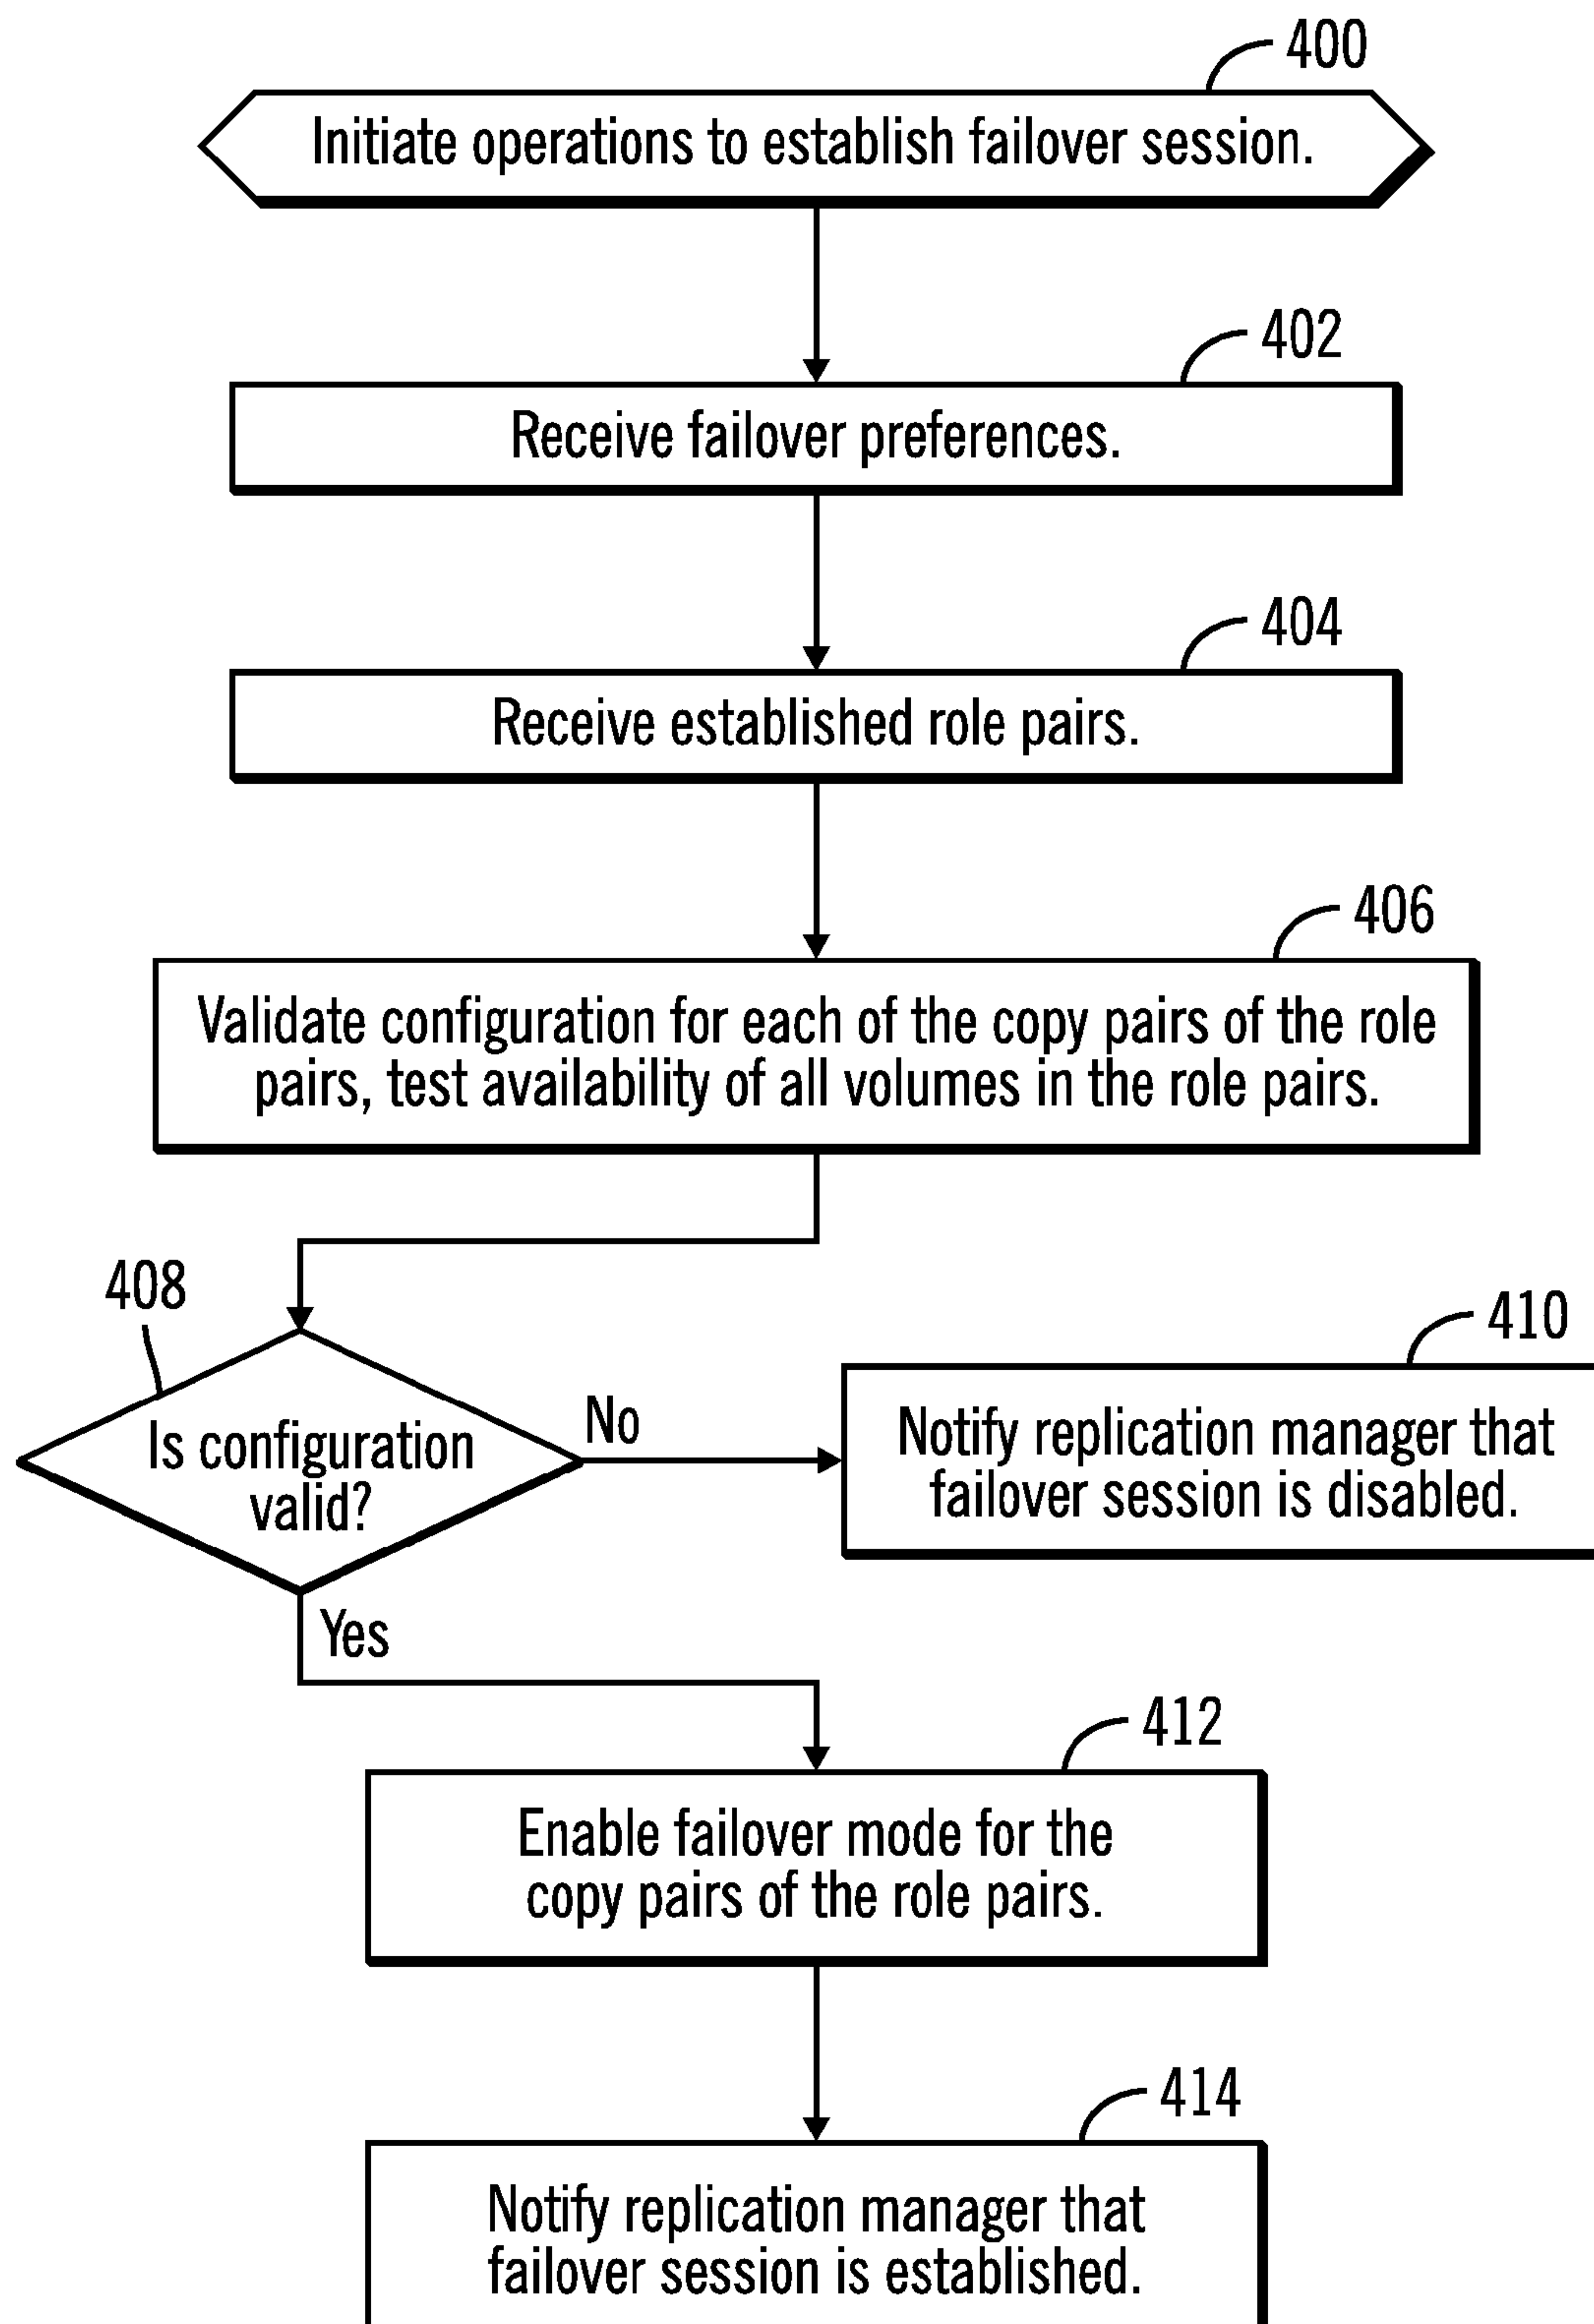 400
Initiate operations to establish failover session.
402
Receive failover preferences.
404
Receive established role pairs.
406
Validate configuration for each of the copy pairs of the role
pairs, test availability of all volumes in the role pairs.
408
Is configuration
valid?
No
410
Notify replication manager that
failover session is disabled.
Yes
412
Enable failover mode for the
copy pairs of the role pairs.
414
Notify replication manager that
failover session is established.